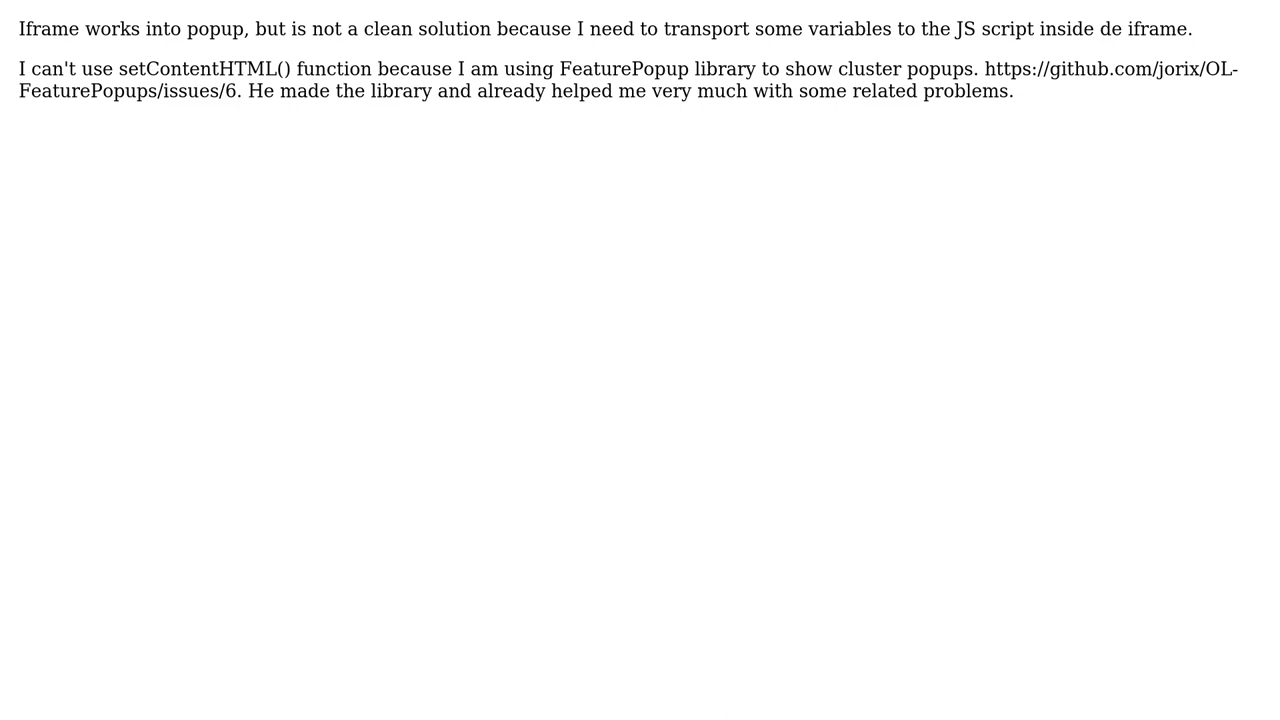 Iframe works into popup, but is not a clean solution because I need to transport some variables to the JS script inside de iframe.
I can't use setContentHTML() function because I am using FeaturePopup library to show cluster popups. https://github.com/jorix/OL-
FeaturePopups/issues/6. He made the library and already helped me very much with some related problems.